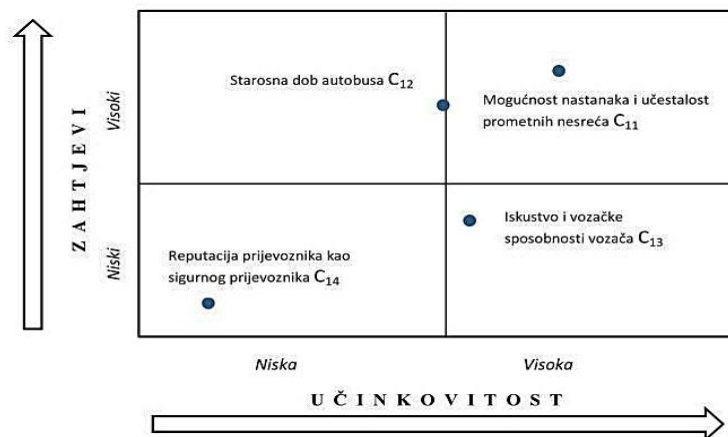 ZAHTJEVI
Visoki
Niski
Starosna dob autobusa C12
Mogućnost nastanaka i učestalost
prometnih nesreća C11
Iskustvo i vozačke
sposobnosti vozača C13
Reputacija prijevoznika kao
sigurnog prijevoznika C14
Niska
Visoka
UČINKOVITOST